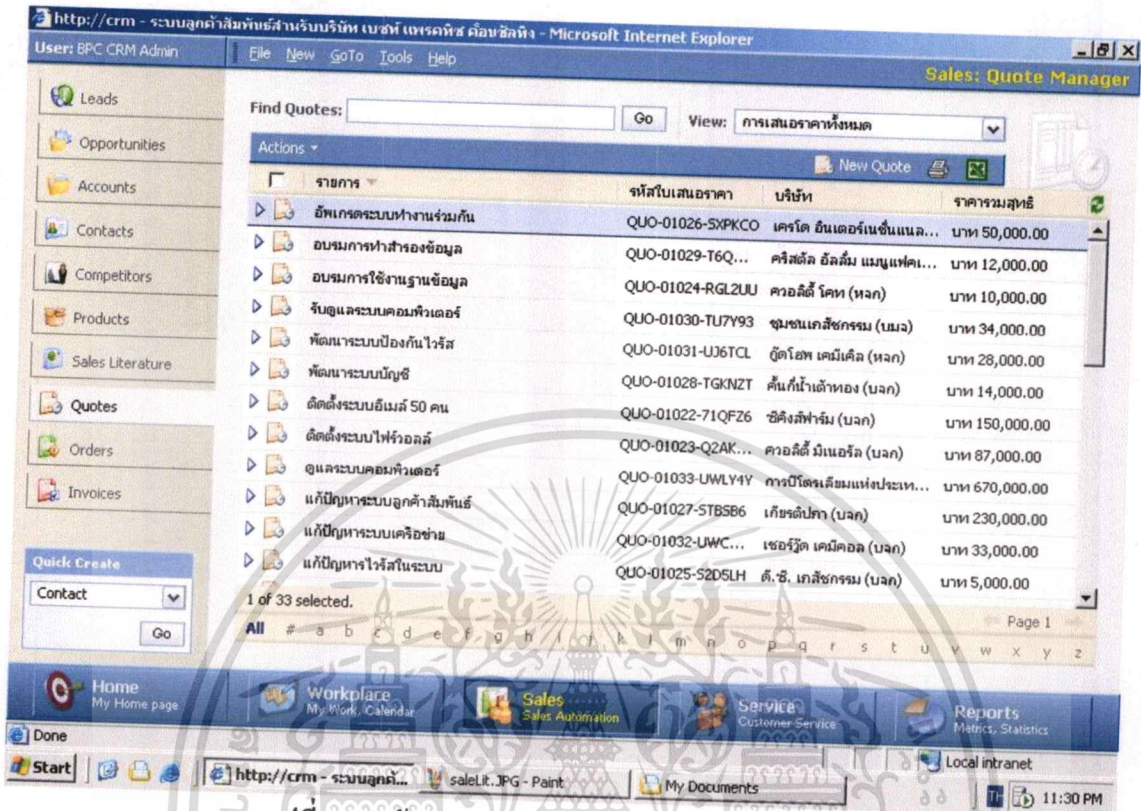 http://crm - ระบบลูกค้าสัมพันธ์สำหรับบริษัท เบซท์ แพรคทิซ ค็อนซัลทิง - Microsoft Internet Explorer
User: BPC CRM Admin
File New GoTo Tools Help
Sales: Quote Manager
Leads
Opportunities
Accounts
Contacts
Competitors
Products
Sales Literature
Quotes
Orders
Invoices
Find Quotes:
Go
View: การเสนอราคาทั้งหมด
Actions
New Quote
รายการ รหัสใบเสนอราคา บริษัท ราคารวมสุทธิ
อัพเกรดระบบทำงานร่วมกัน QUO-01026-SXPKCO เครโด อินเตอร์เนชั่นแนล... บาท 50,000.00
อบรมการทำสำรองข้อมูล QUO-01029-T6Q... คริสตัล อัลลึ่ม แมนูแฟคเ... บาท 12,000.00
อบรมการใช้งานฐานข้อมูล QUO-01024-RGL2UU ควอลิตี้ โคท (หลก) บาท 10,000.00
รับดูแลระบบคอมพิวเตอร์ QUO-01030-TU7Y93 ชุมชนเภสัชกรรม (บมจ) บาท 34,000.00
พัฒนาระบบป้องกันไวรัส QUO-01031-UJ6TCL กู๊ดโฮพ เคมีเคิล (หลก) บาท 28,000.00
พัฒนาระบบบัญชี QUO-01028-TGKNZT คั้นกี่น้ำเต้าทอง (บลก) บาท 14,000.00
ติดตั้งระบบอีเมล์ 50 คน QUO-01022-71QFZ6 ซิคิงส์ฟาร์ม (บลก) บาท 150,000.00
ติดตั้งระบบไฟร์วอลล์ QUO-01023-Q2AK... ควอลิตี้ มิเนอรัล (บลก) บาท 87,000.00
ดูแลระบบคอมพิวเตอร์ QUO-01033-UWLY4Y การปิโตรเลียมแห่งประเท... บาท 670,000.00
แก้ปัญหาระบบลูกค้าสัมพันธ์ QUO-01027-STBSB6 เกียรติปภา (บลก) บาท 230,000.00
แก้ปัญหาระบบเครือข่าย QUO-01032-UWC... เชอร์วู้ด เคมีคอล (บลก) บาท 33,000.00
แก้ปัญหารไวรัสในระบบ QUO-01025-S2D5LH ดี.ซี. เภสัชกรรม (บลก) บาท 5,000.00
1 of 33 selected.
Page 1
All # a b c d e f g h i j k l m n o p q r s t u v w x y z
Quick Create
Contact
Go
Home
My Home page
Workplace
My Work, Calendar
Sales
Sales Automation
Service
Customer Service
Reports
Metrics, Statistics
Done
Local intranet
Start
http://crm - ระบบลูกค้...
saleLit.JPG - Paint
My Documents
TH
11:30 PM